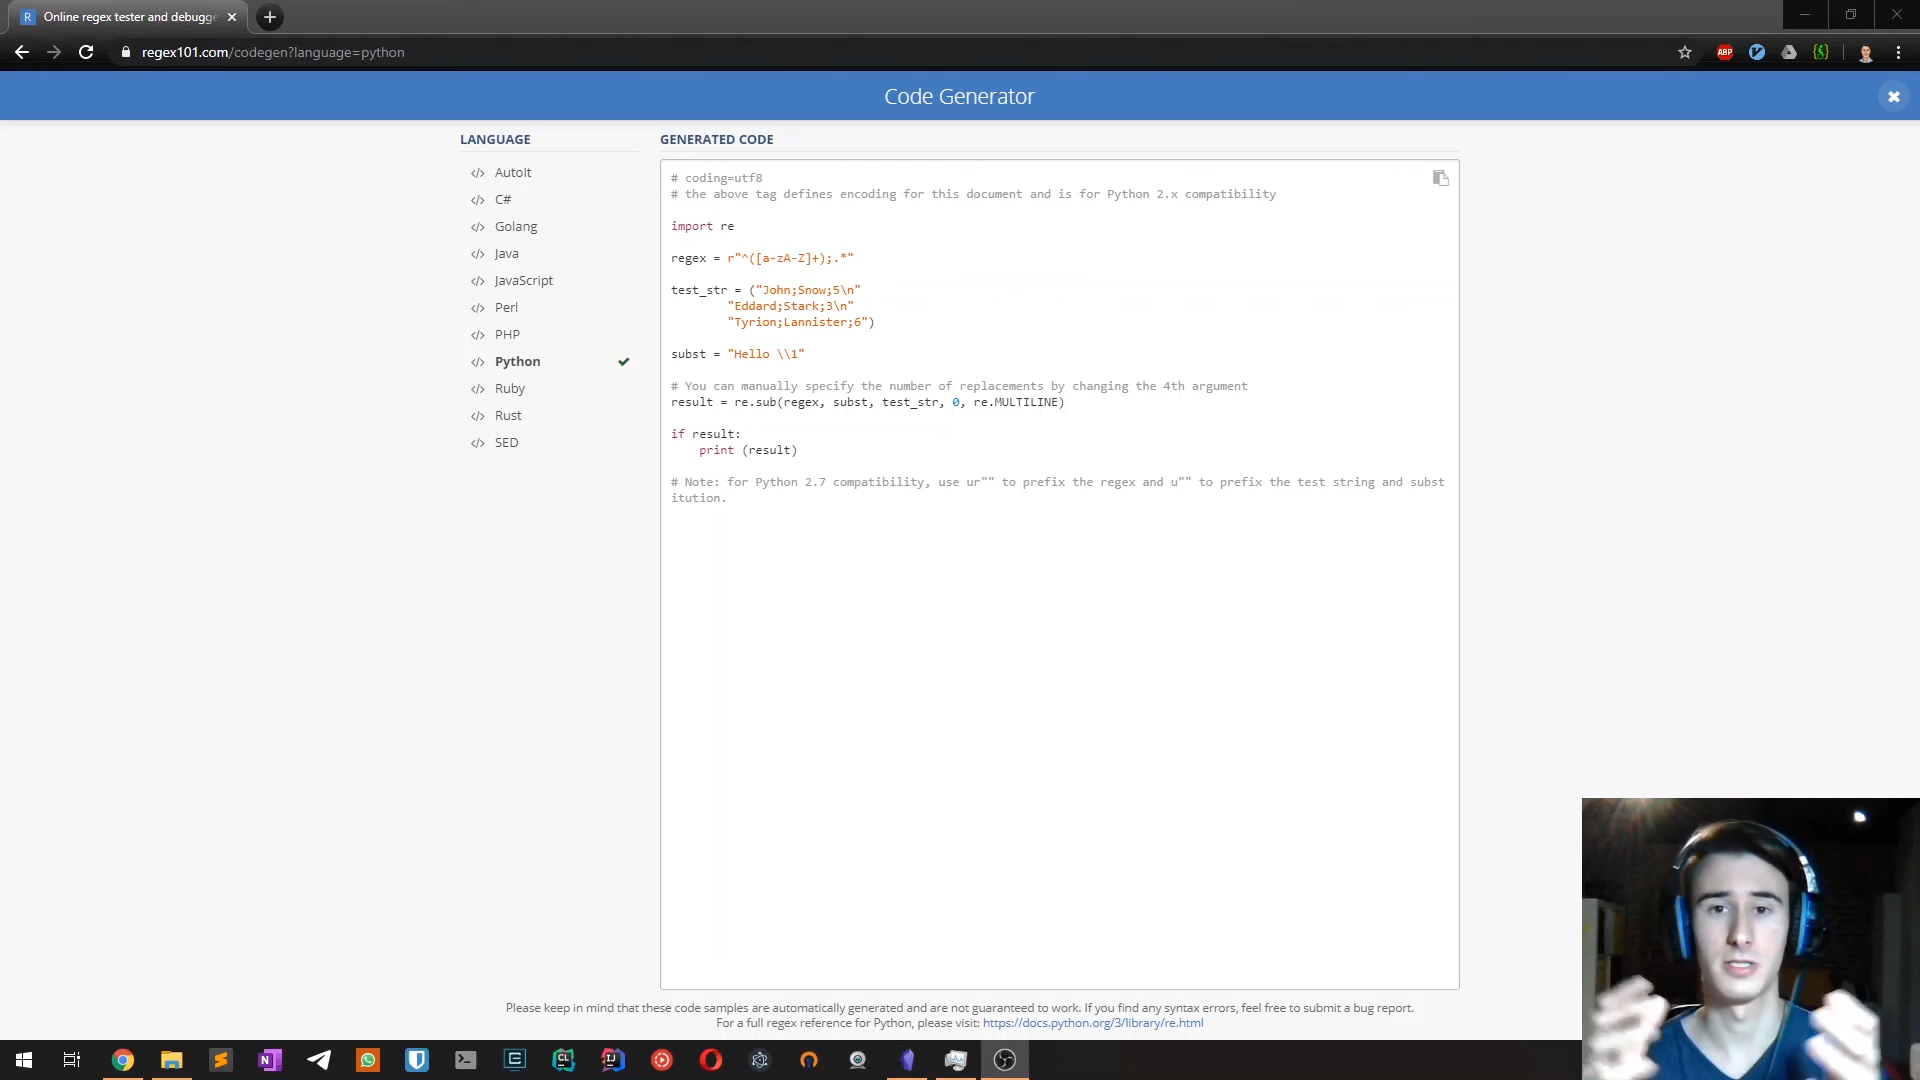 Online regex tester and debugge
regex101.com/codegen?language=python
ABP
Code Generator
LANGUAGE
AutoIt
C#
Golang
Java
JavaScript
Perl
PHP
Python
Ruby
Rust
SED
GENERATED CODE
# coding=utf8
# the above tag defines encoding for this document and is for Python 2.x compatibility
import re
regex = r"^([a-zA-Z]+);.*"
test_str = ("John;Snow;5\n"
"Eddard;Stark;3\n"
"Tyrion;Lannister;6")
subst = "Hello \\1"
# You can manually specify the number of replacements by changing the 4th argument
result = re.sub(regex, subst, test_str, 0, re.MULTILINE)
if result:
print (result)
# Note: for Python 2.7 compatibility, use ur"" to prefix the regex and u"" to prefix the test string and subst
itution.
Please keep in mind that these code samples are automatically generated and are not guaranteed to work. If you find any syntax errors, feel free to submit a bug report.
For a full regex reference for Python, please visit: https://docs.python.org/3/library/re.html